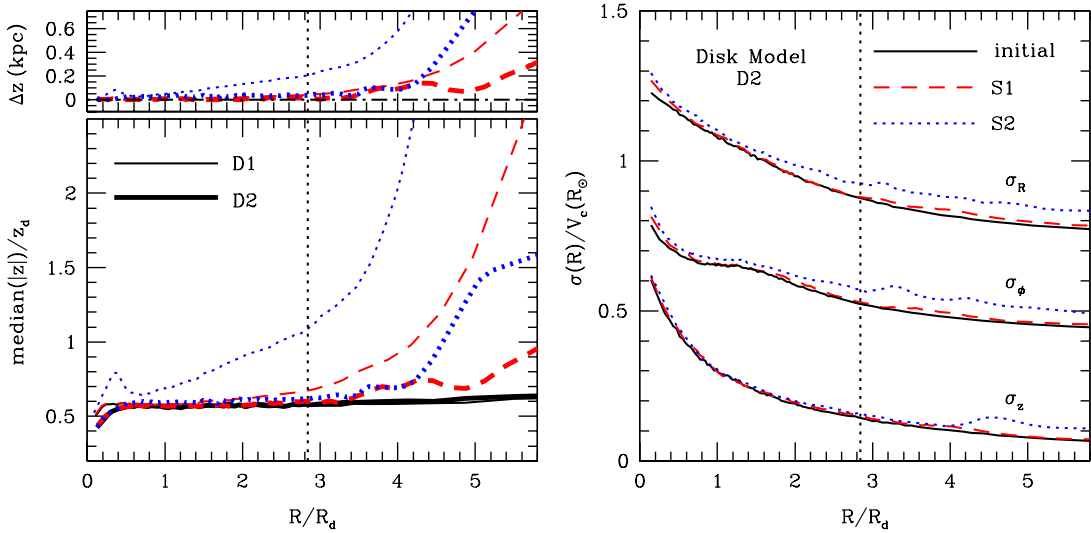 Δz (kpc)
0.6
0.4
0.2
0
median(|z|)/z_d
2
1.5
1
0.5
D1
D2
0 1 2 3 4 5
R/R_d
σ(R)/V_c(R_⊙)
1.5
1
0.5
0
Disk Model
D2
initial
S1
S2
σ_R
σ_ϕ
σ_z
0 1 2 3 4 5
R/R_d